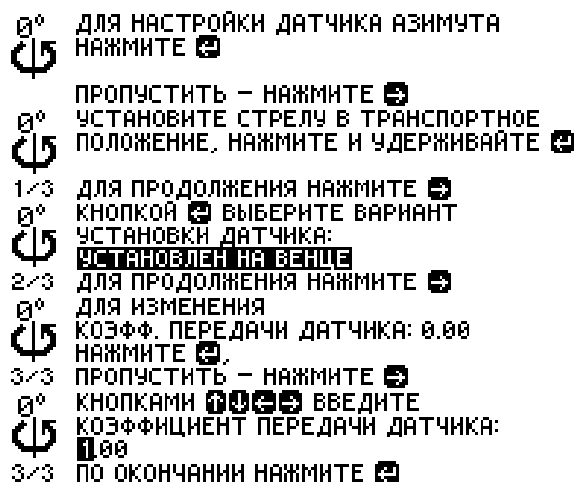 0° ДЛЯ НАСТРОЙКИ ДАТЧИКА АЗИМУТА
НАЖМИТЕ ↵
ПРОПУСТИТЬ – НАЖМИТЕ →
0° УСТАНОВИТЕ СТРЕЛУ В ТРАНСПОРТНОЕ
ПОЛОЖЕНИЕ, НАЖМИТЕ И УДЕРЖИВАЙТЕ ↵
1/3 ДЛЯ ПРОДОЛЖЕНИЯ НАЖМИТЕ →
0° КНОПКОЙ ↵ ВЫБЕРИТЕ ВАРИАНТ
УСТАНОВКИ ДАТЧИКА:
УСТАНОВЛЕН НА ВЕНЦЕ
2/3 ДЛЯ ПРОДОЛЖЕНИЯ НАЖМИТЕ →
0° ДЛЯ ИЗМЕНЕНИЯ
КОЭФФ. ПЕРЕДАЧИ ДАТЧИКА: 0.00
НАЖМИТЕ ↵,
3/3 ПРОПУСТИТЬ – НАЖМИТЕ →
0° КНОПКАМИ ↑↓←→ ВВЕДИТЕ
КОЭФФИЦИЕНТ ПЕРЕДАЧИ ДАТЧИКА:
1.00
3/3 ПО ОКОНЧАНИИ НАЖМИТЕ ↵